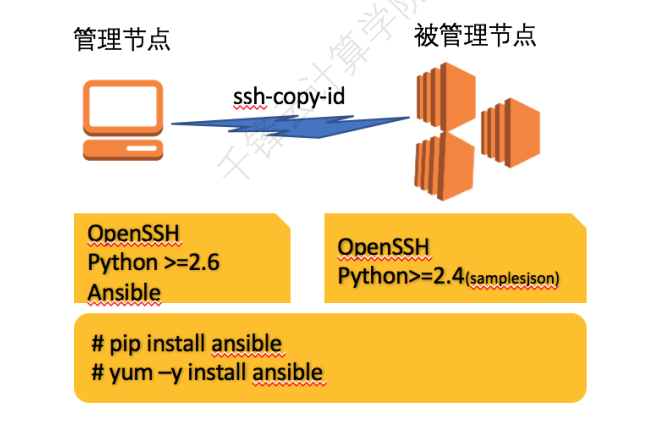 管理节点
被管理节点
ssh-copy-id
千锋云计算学院
OpenSSH
Python >=2.6
Ansible
OpenSSH
Python>=2.4(samplesjson)
# pip install ansible
# yum –y install ansible